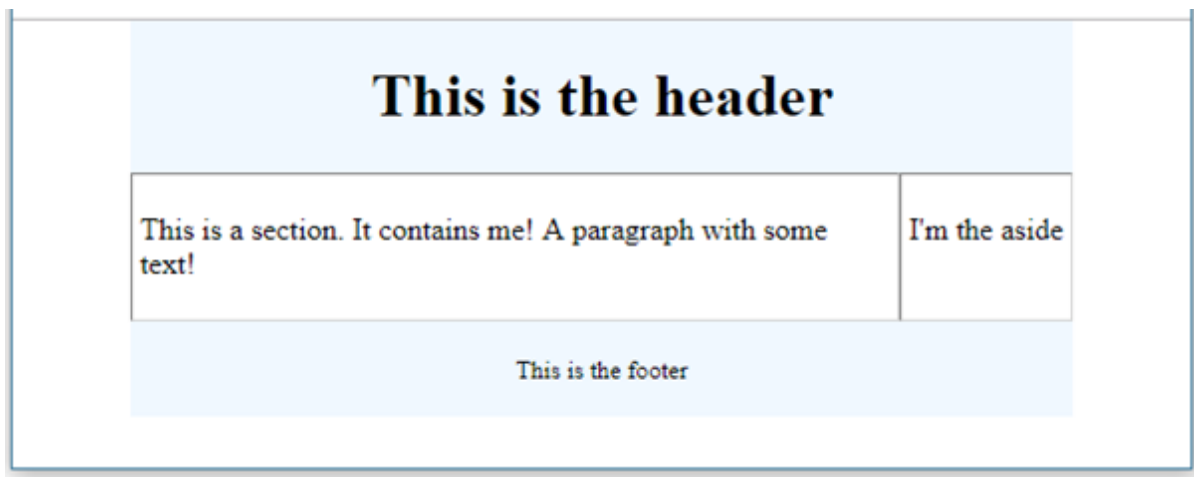 This is the header
This is a section. It contains me! A paragraph with some
text!
I'm the aside
This is the footer